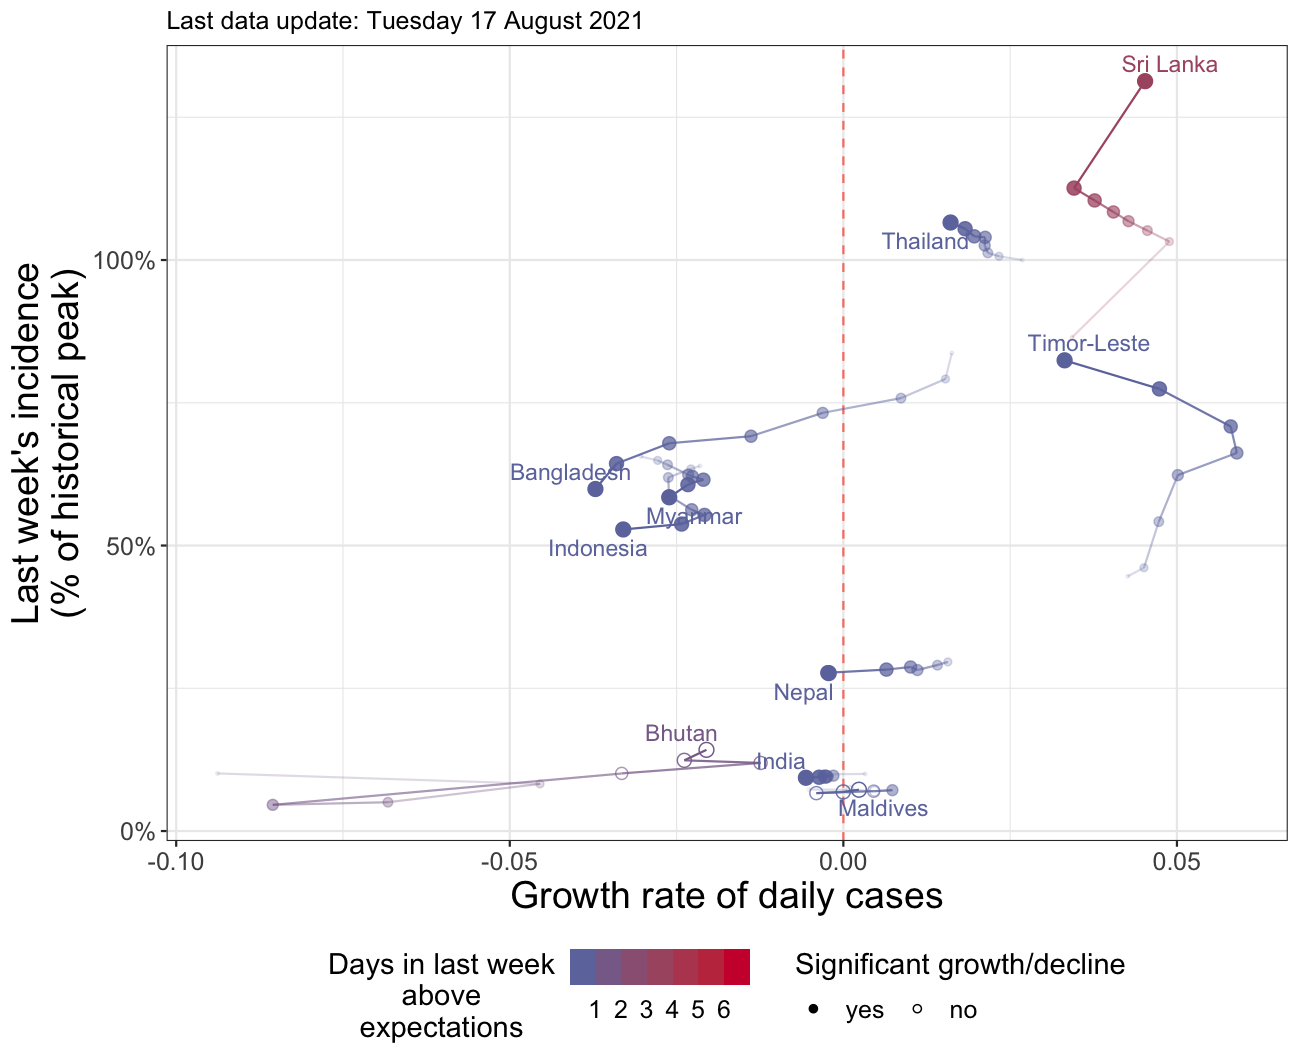 Last data update: Tuesday 17 August 2021
Sri Lanka
Thailand
100%
Timor-Leste
Bangladesh
Myanmar
50%
Indonesia
Nepal
Bhutan
India
Maldives
0%
Last week's incidence
(% of historical peak)
-0.10 -0.05 0.00 0.05
Growth rate of daily cases
Days in last week
above
expectations
1 2 3 4 5 6
Significant growth/decline
yes no